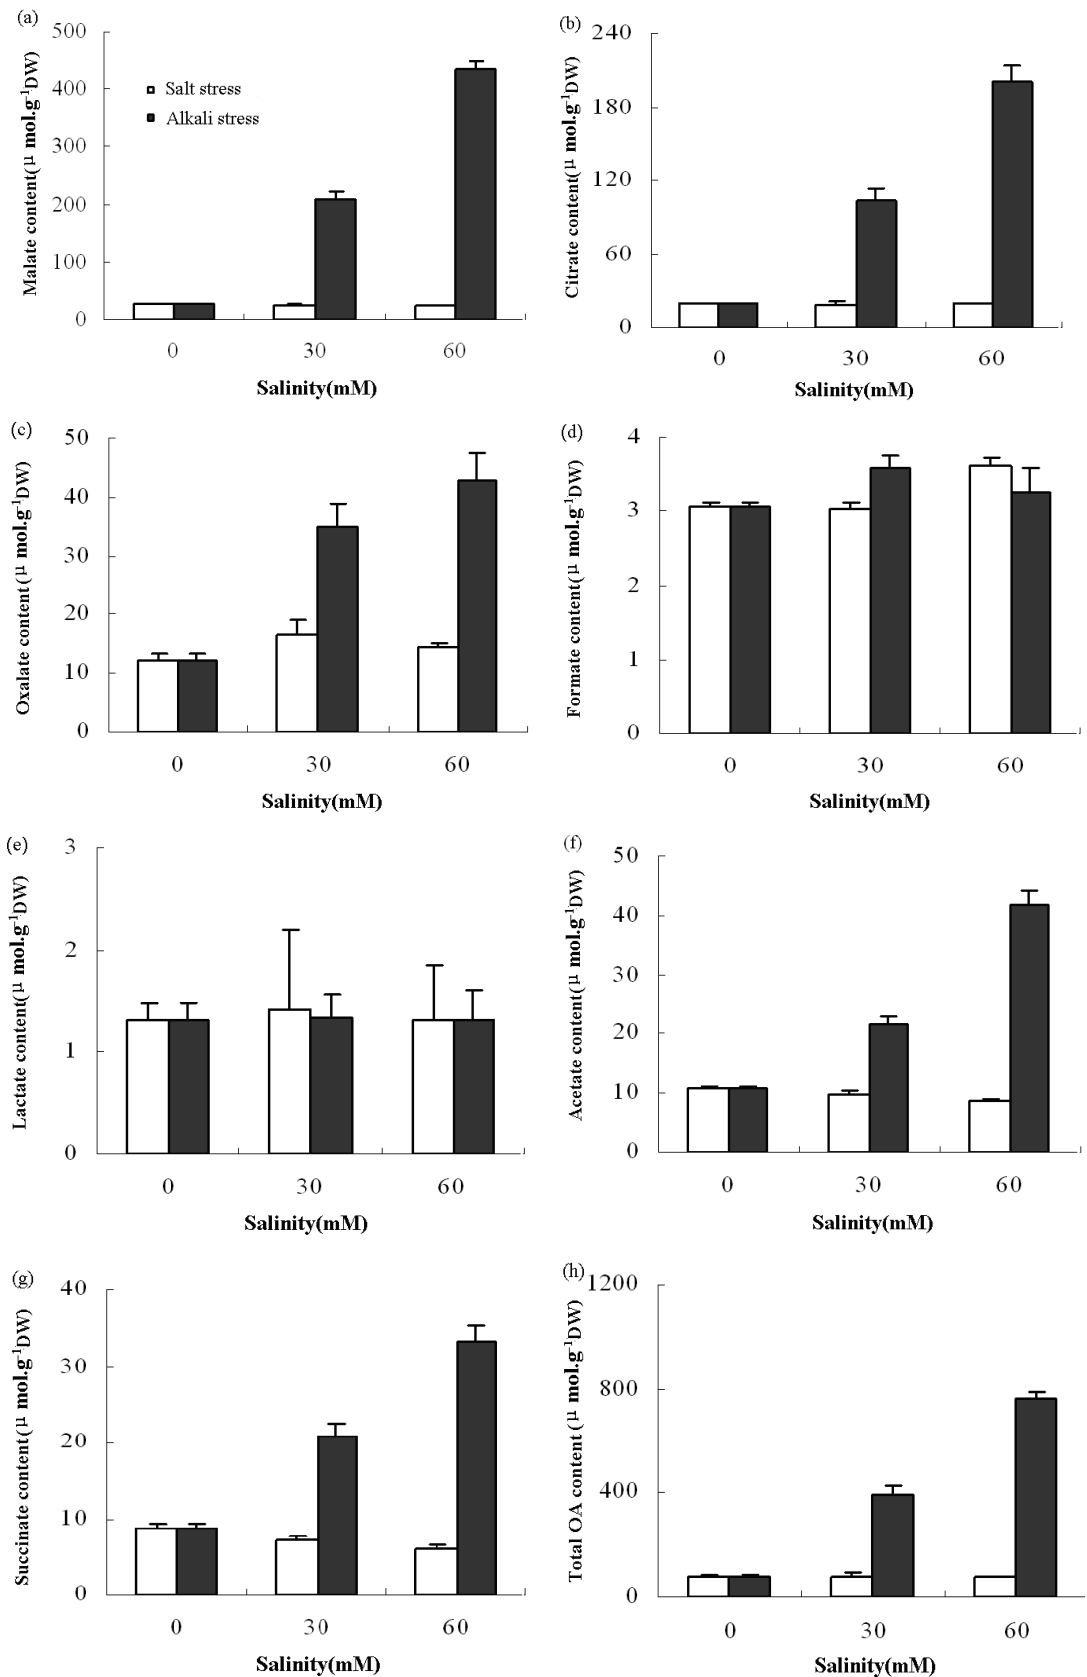 (a)
500
400
300
200
100
0
Malate content(μ mol.g-1DW)
Salt stress
Alkali stress
0 30 60
Salinity(mM)
(b)
240
180
120
60
0
Citrate content(μ mol.g-1DW)
0 30 60
Salinity(mM)
(c)
50
40
30
20
10
0
Oxalate content(μ mol.g-1DW)
0 30 60
Salinity(mM)
(d)
4
3
2
1
0
Formate content(μ mol.g-1DW)
0 30 60
Salinity(mM)
(e)
3
2
1
0
Lactate content(μ mol.g-1DW)
0 30 60
Salinity(mM)
(f)
50
40
30
20
10
0
Acetate content(μ mol.g-1DW)
0 30 60
Salinity(mM)
(g)
40
30
20
10
0
Succinate content(μ mol.g-1DW)
0 30 60
Salinity(mM)
(h)
1200
800
400
0
Total OA content(μ mol.g-1DW)
0 30 60
Salinity(mM)